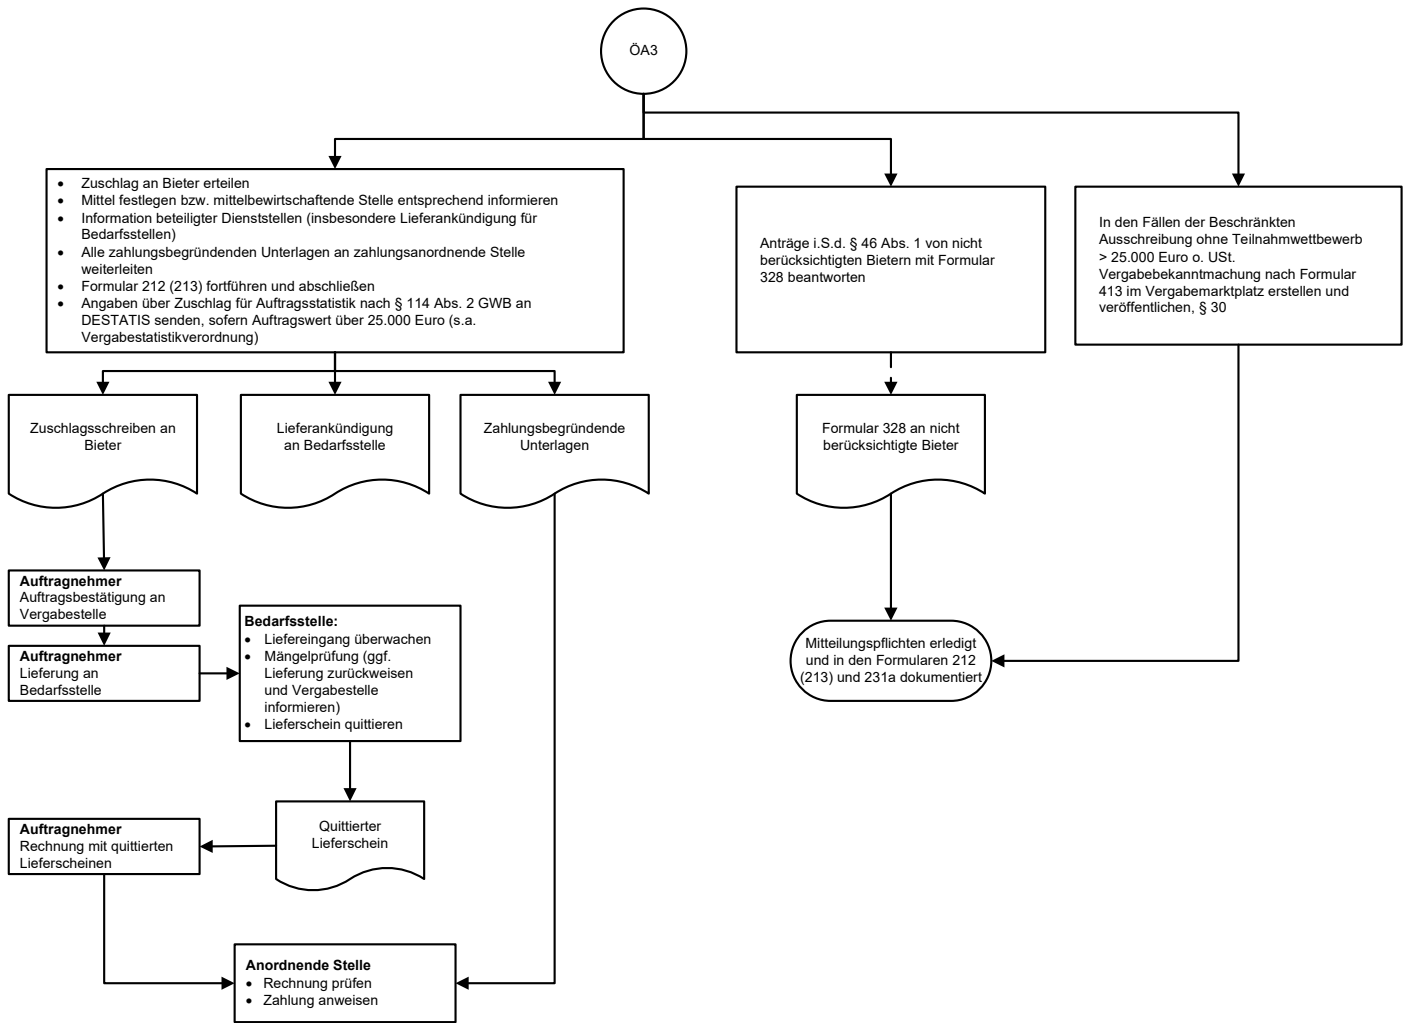 ÖA3
• Zuschlag an Bieter erteilen
• Mittel festlegen bzw. mittelbewirtschaftende Stelle entsprechend informieren
• Information beteiligter Dienststellen (insbesondere Lieferankündigung für
Bedarfsstellen)
• Alle zahlungsbegründenden Unterlagen an zahlungsanordnende Stelle
weiterleiten
• Formular 212 (213) fortführen und abschließen
• Angaben über Zuschlag für Auftragsstatistik nach § 114 Abs. 2 GWB an
DESTATIS senden, sofern Auftragswert über 25.000 Euro (s.a.
Vergabestatistikverordnung)
Anträge i.S.d. § 46 Abs. 1 von nicht
berücksichtigten Bietern mit Formular
328 beantworten
In den Fällen der Beschränkten
Ausschreibung ohne Teilnahmwettbewerb
> 25.000 Euro o. USt.
Vergabebekanntmachung nach Formular
413 im Vergabemarktplatz erstellen und
veröffentlichen, § 30
Zuschlagsschreiben an
Bieter
Lieferankündigung
an Bedarfsstelle
Zahlungsbegründende
Unterlagen
Formular 328 an nicht
berücksichtigte Bieter
Auftragnehmer
Auftragsbestätigung an
Vergabestelle
Auftragnehmer
Lieferung an
Bedarfsstelle
Bedarfsstelle:
• Liefereingang überwachen
• Mängelprüfung (ggf.
Lieferung zurückweisen
und Vergabestelle
informieren)
• Lieferschein quittieren
Mitteilungspflichten erledigt
und in den Formularen 212
(213) und 231a dokumentiert
Quittierter
Lieferschein
Auftragnehmer
Rechnung mit quittierten
Lieferscheinen
Anordnende Stelle
• Rechnung prüfen
• Zahlung anweisen